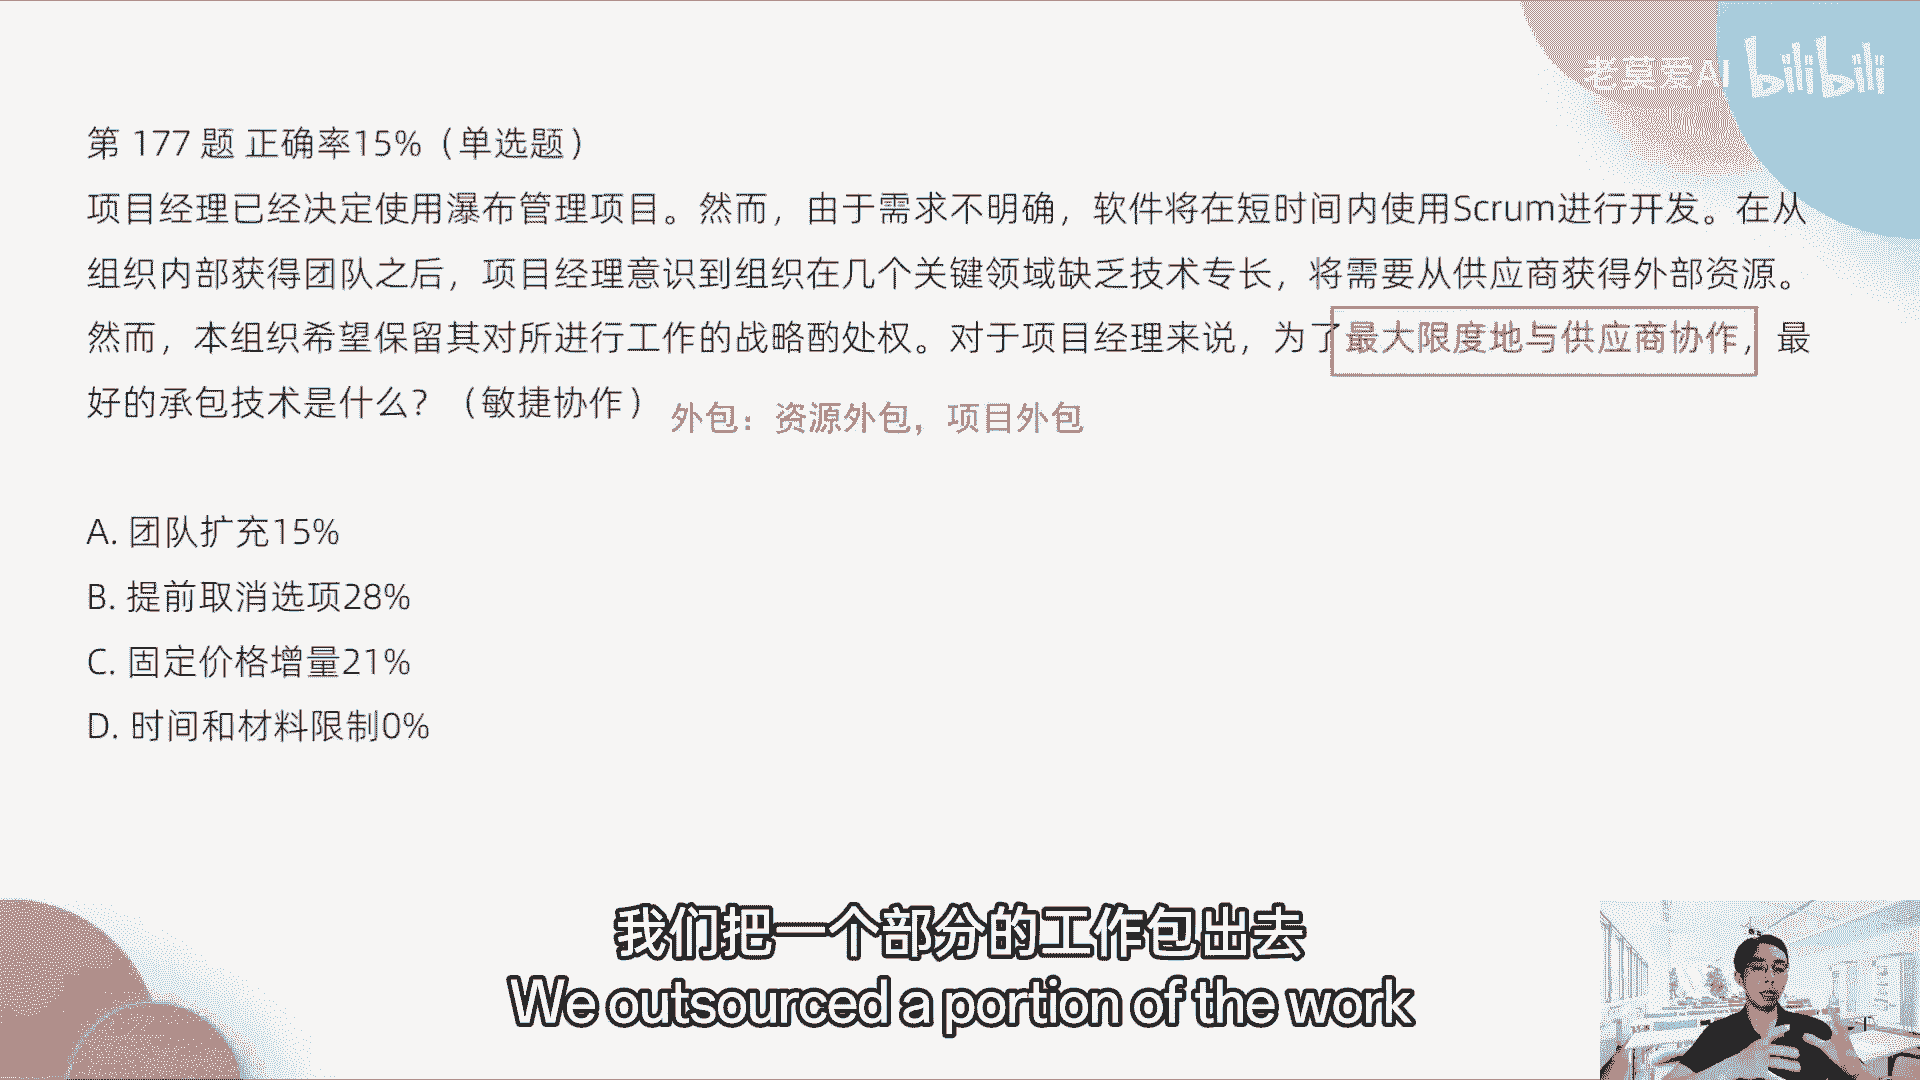 老莫爱AI bilibili
第 177 题 正确率15%（单选题）
项目经理已经决定使用瀑布管理项目。然而，由于需求不明确，软件将在短时间内使用Scrum进行开发。在从
组织内部获得团队之后，项目经理意识到组织在几个关键领域缺乏技术专长，将需要从供应商获得外部资源。
然而，本组织希望保留其对所进行工作的战略酌处权。对于项目经理来说，为了最大限度地与供应商协作，最
好的承包技术是什么？（敏捷协作）
外包：资源外包，项目外包
A. 团队扩充15%
B. 提前取消选项28%
C. 固定价格增量21%
D. 时间和材料限制0%
我们把一个部分的工作包出去
We outsourced a portion of the work